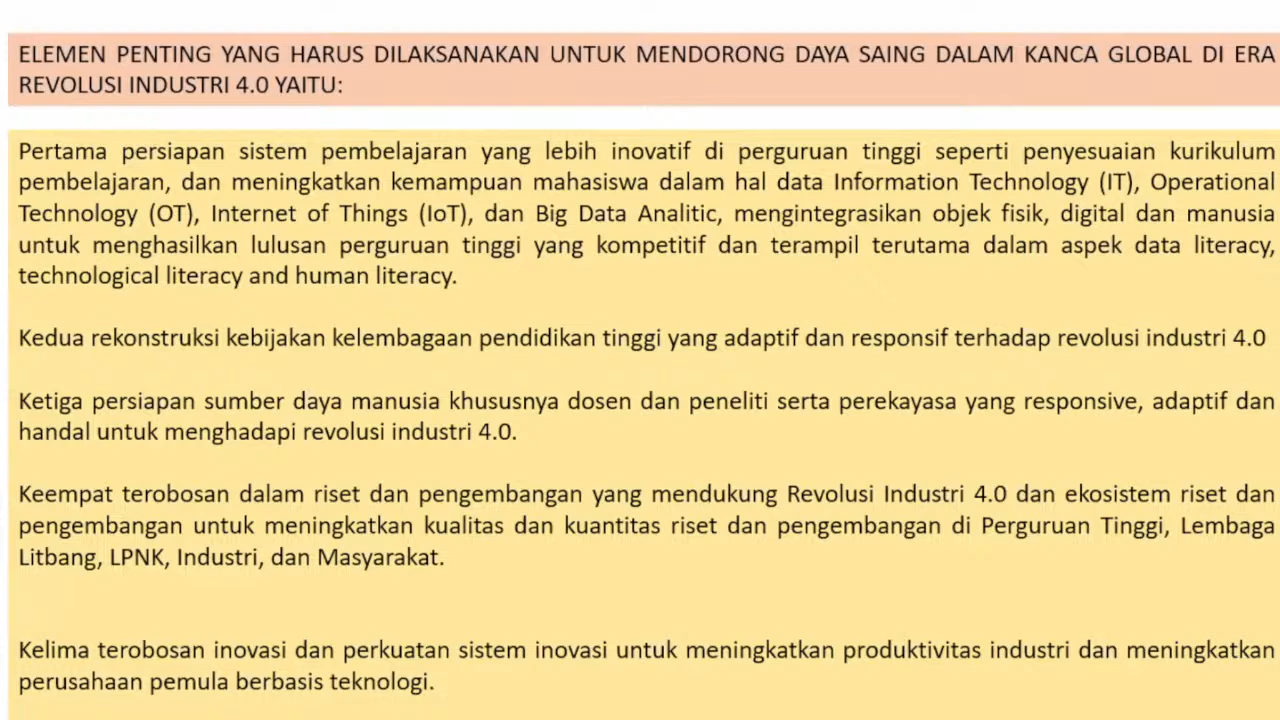 ELEMEN PENTING YANG HARUS DILAKSANAKAN UNTUK MENDORONG DAYA SAING DALAM KANCA GLOBAL DI ERA
REVOLUSI INDUSTRI 4.0 YAITU:
Pertama persiapan sistem pembelajaran yang lebih inovatif di perguruan tinggi seperti penyesuaian kurikulum
pembelajaran, dan meningkatkan kemampuan mahasiswa dalam hal data Information Technology (IT), Operational
Technology (OT), Internet of Things (IoT), dan Big Data Analitic, mengintegrasikan objek fisik, digital dan manusia
untuk menghasilkan lulusan perguruan tinggi yang kompetitif dan terampil terutama dalam aspek data literacy,
technological literacy and human literacy.
Kedua rekonstruksi kebijakan kelembagaan pendidikan tinggi yang adaptif dan responsif terhadap revolusi industri 4.0
Ketiga persiapan sumber daya manusia khususnya dosen dan peneliti serta perekayasa yang responsive, adaptif dan
handal untuk menghadapi revolusi industri 4.0.
Keempat terobosan dalam riset dan pengembangan yang mendukung Revolusi Industri 4.0 dan ekosistem riset dan
pengembangan untuk meningkatkan kualitas dan kuantitas riset dan pengembangan di Perguruan Tinggi, Lembaga
Litbang, LPNK, Industri, dan Masyarakat.
Kelima terobosan inovasi dan perkuatan sistem inovasi untuk meningkatkan produktivitas industri dan meningkatkan
perusahaan pemula berbasis teknologi.